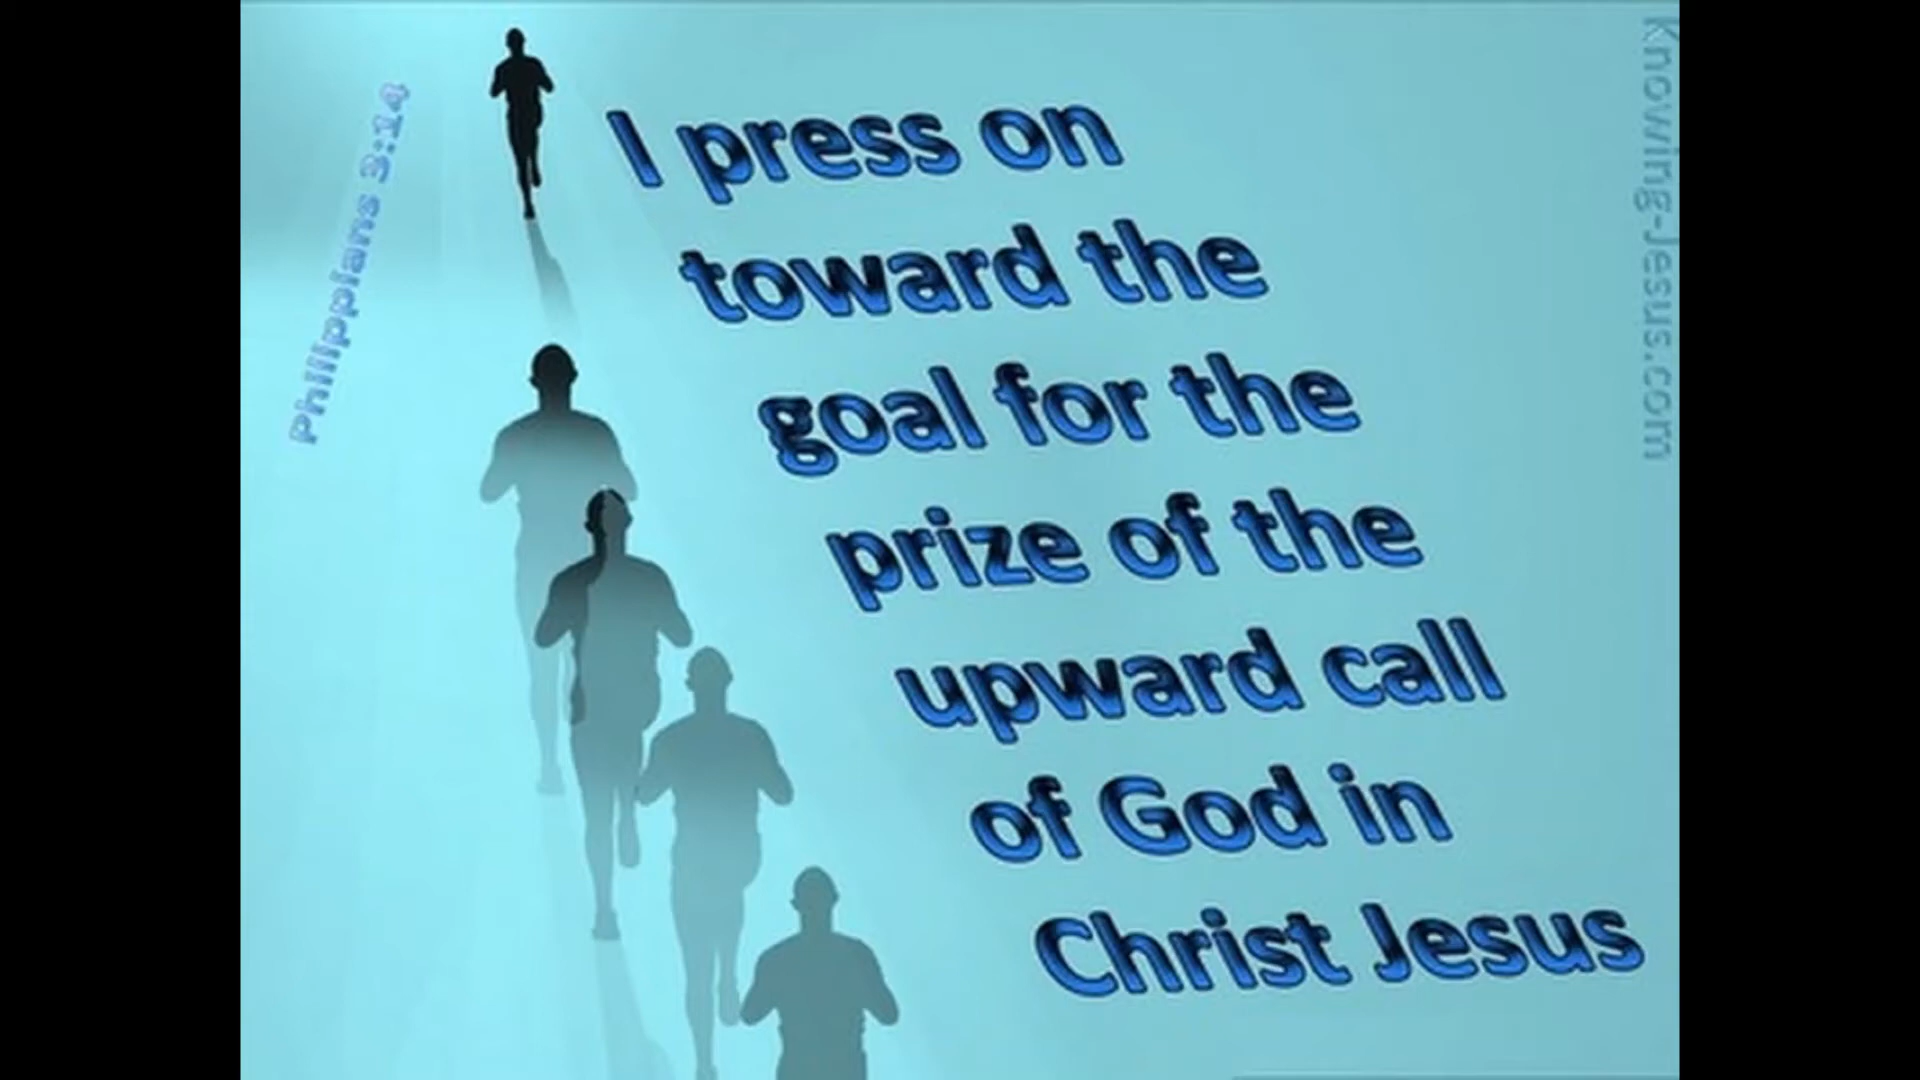 Philippians 3:14
I press on
toward the
goal for the
prize of the
upward call
of God in
Christ Jesus
Knowing-Jesus.com